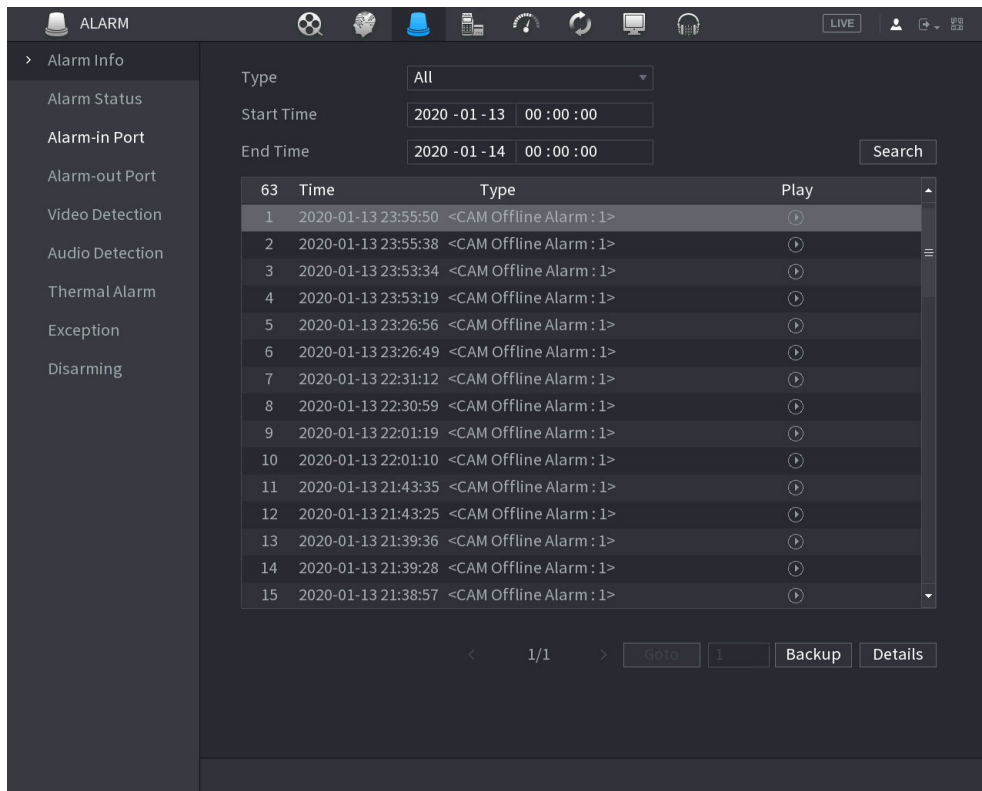 ALARM LIVE
Alarm Info
Alarm Status
Alarm-in Port
Alarm-out Port
Video Detection
Audio Detection
Thermal Alarm
Exception
Disarming
Type All
Start Time 2020 -01 -13 00 : 00 : 00
End Time 2020 -01 -14 00 : 00 : 00 Search
63 Time Type Play
1 2020-01-13 23:55:50 <CAM Offline Alarm : 1>
2 2020-01-13 23:55:38 <CAM Offline Alarm : 1>
3 2020-01-13 23:53:34 <CAM Offline Alarm : 1>
4 2020-01-13 23:53:19 <CAM Offline Alarm : 1>
5 2020-01-13 23:26:56 <CAM Offline Alarm : 1>
6 2020-01-13 23:26:49 <CAM Offline Alarm : 1>
7 2020-01-13 22:31:12 <CAM Offline Alarm : 1>
8 2020-01-13 22:30:59 <CAM Offline Alarm : 1>
9 2020-01-13 22:01:19 <CAM Offline Alarm : 1>
10 2020-01-13 22:01:10 <CAM Offline Alarm : 1>
11 2020-01-13 21:43:35 <CAM Offline Alarm : 1>
12 2020-01-13 21:43:25 <CAM Offline Alarm : 1>
13 2020-01-13 21:39:36 <CAM Offline Alarm : 1>
14 2020-01-13 21:39:28 <CAM Offline Alarm : 1>
15 2020-01-13 21:38:57 <CAM Offline Alarm : 1>
< 1/1 > Goto 1 Backup Details